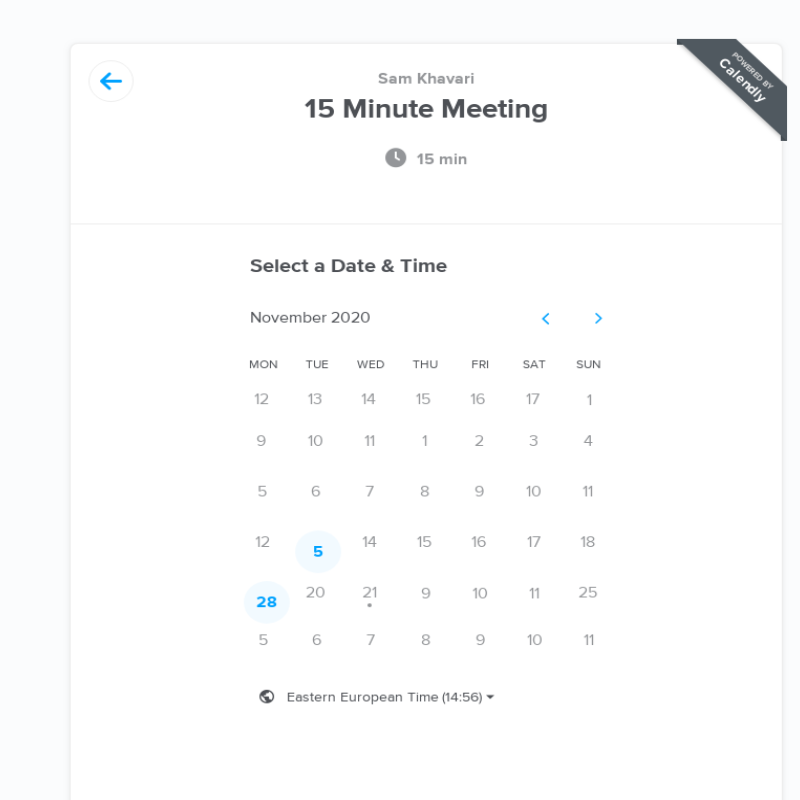 POWERED BY
Calendly
Sam Khavari
15 Minute Meeting
15 min
Select a Date & Time
November 2020
MON TUE WED THU FRI SAT SUN
12 13 14 15 16 17 1
9 10 11 1 2 3 4
5 6 7 8 9 10 11
12 5 14 15 16 17 18
28 20 21 9 10 11 25
5 6 7 8 9 10 11
Eastern European Time (14:56)